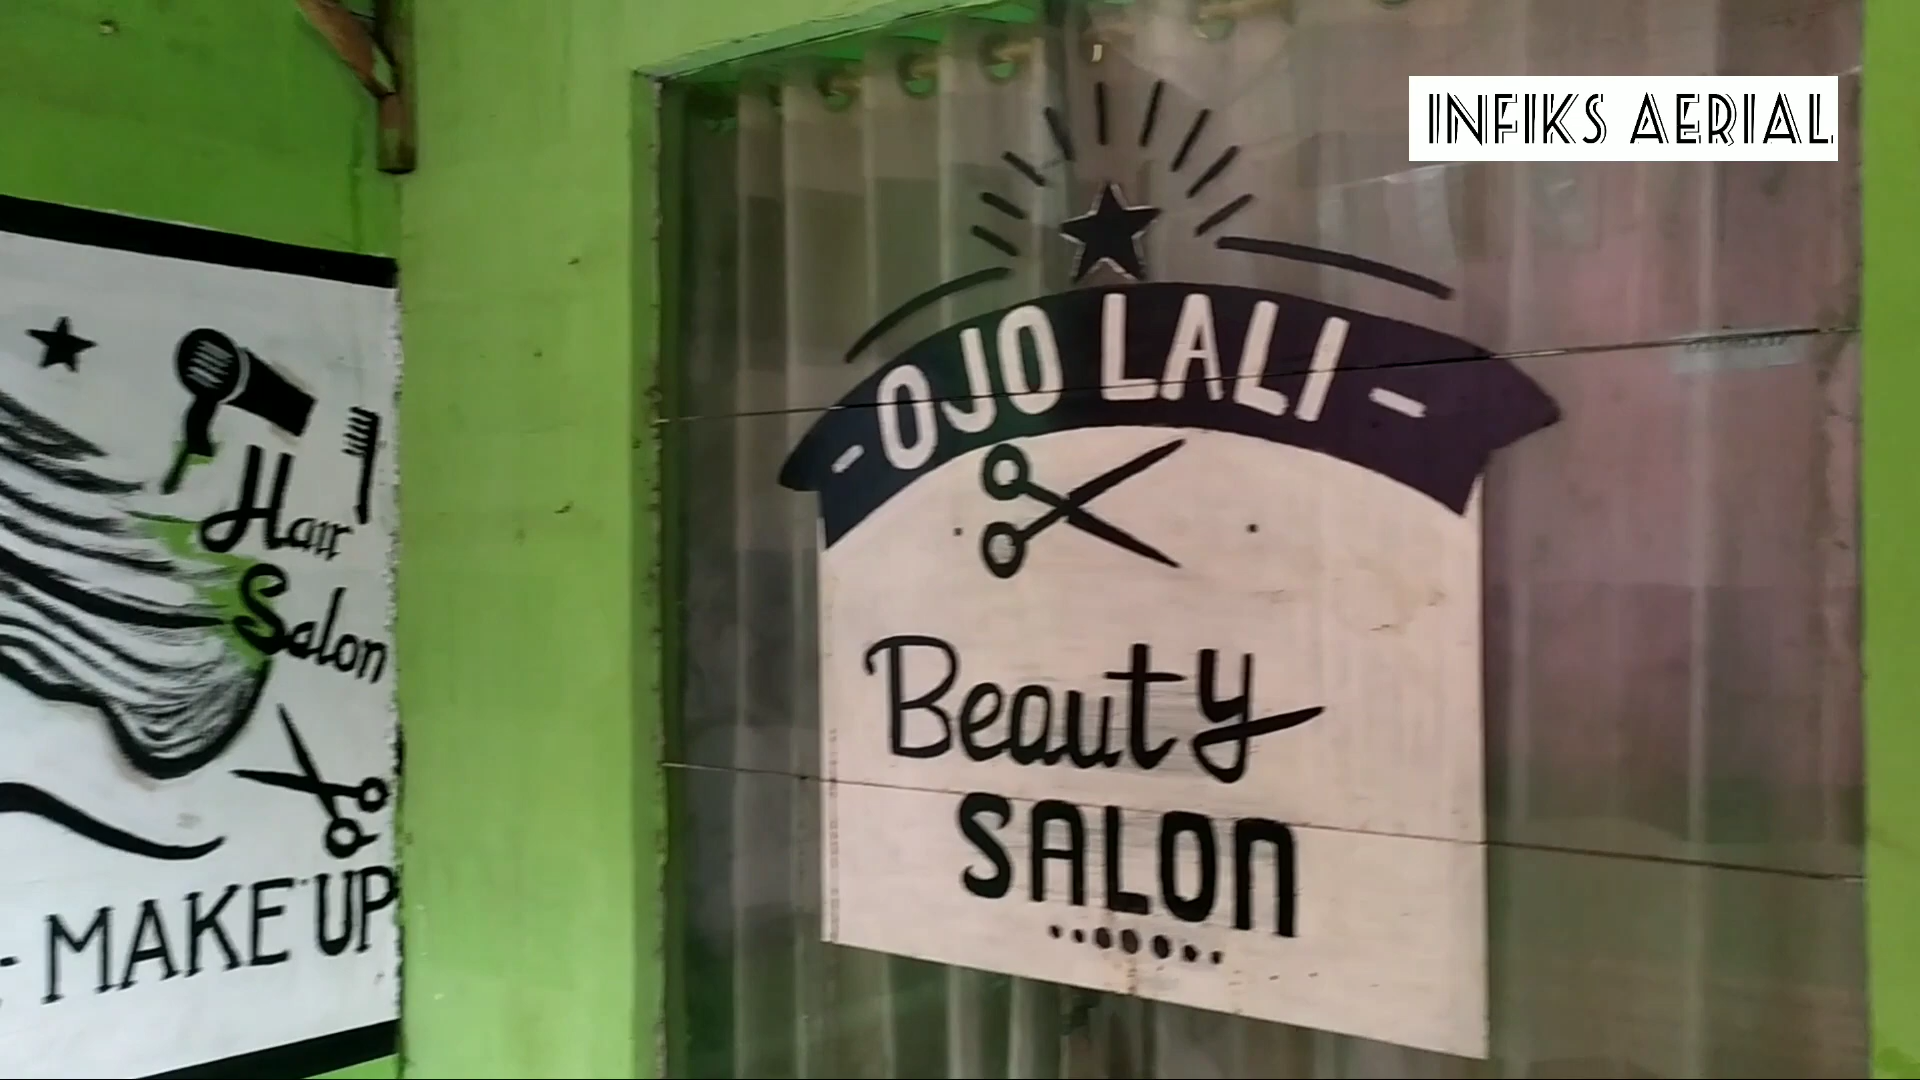 INFIKS AERIAL
- OJO LALI -
Beauty
SALON
Hair
Salon
- MAKE UP